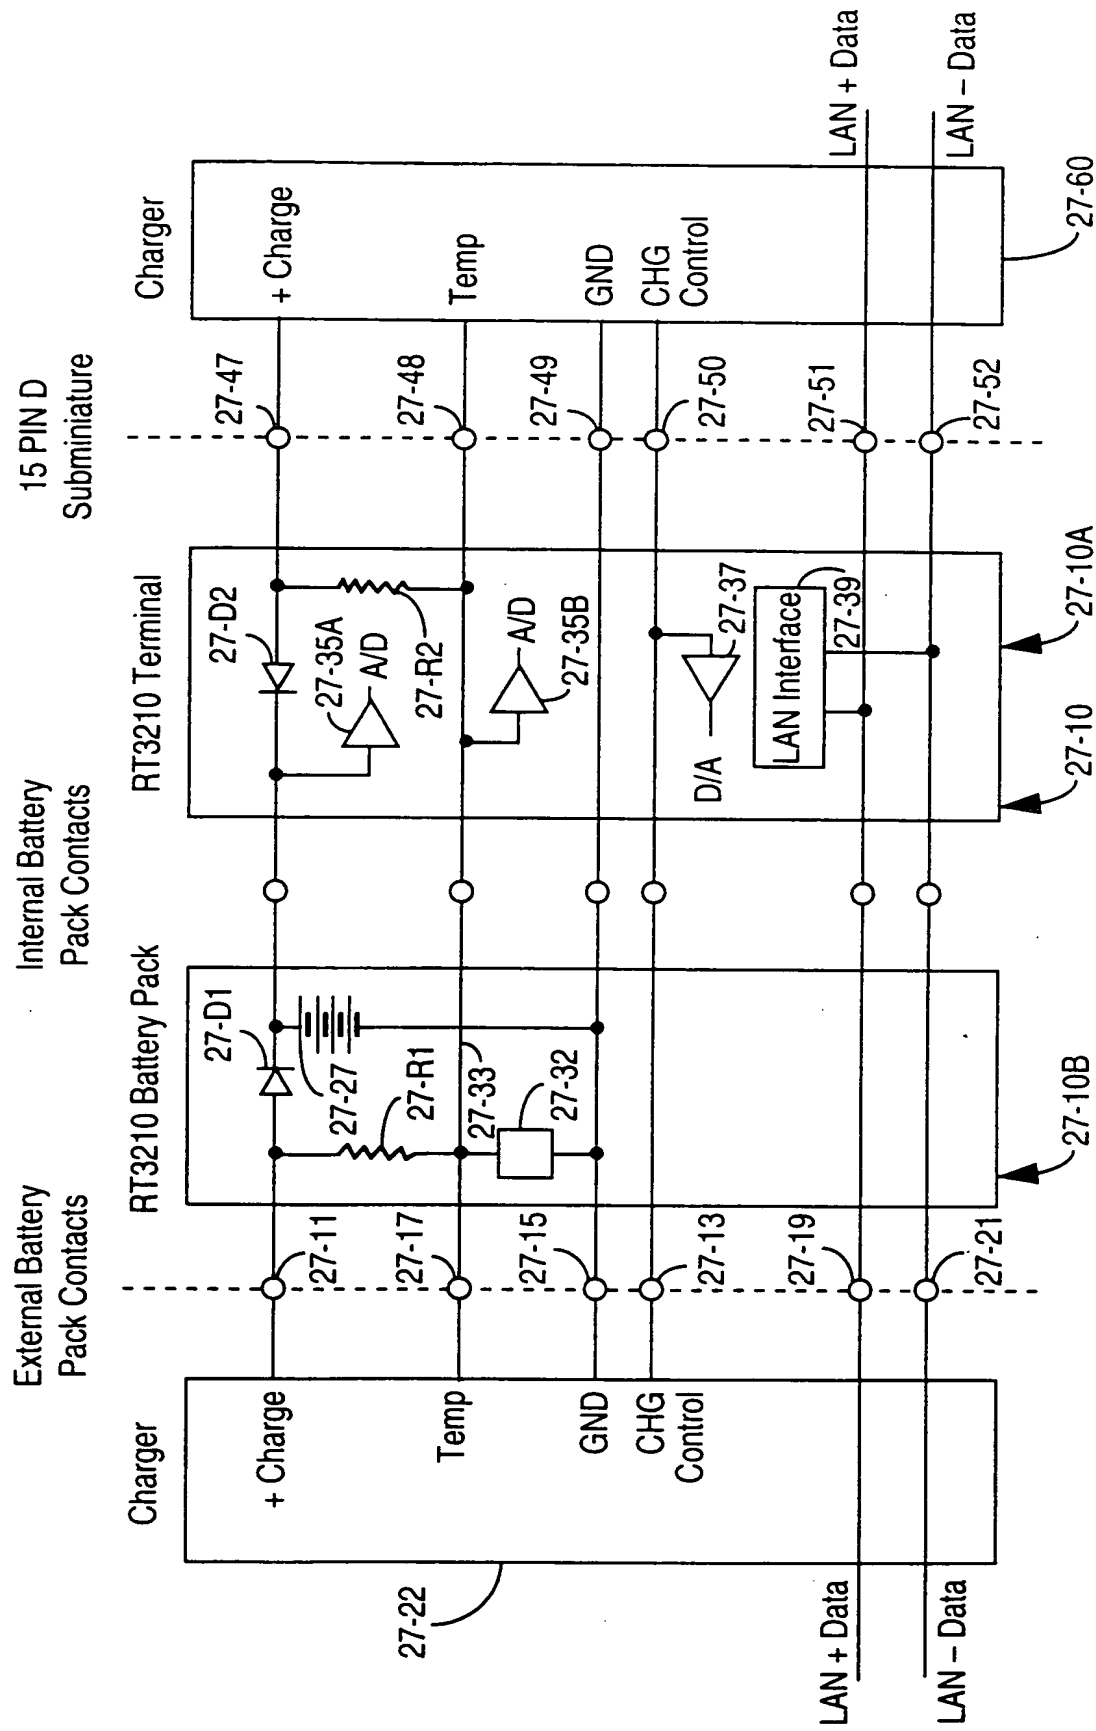 External Battery
Pack Contacts
Internal Battery
Pack Contacts
15 PIN D
Subminiature
Charger
RT3210 Battery Pack
RT3210 Terminal
Charger
+ Charge
Temp
GND
CHG
Control
27-22
LAN + Data
LAN – Data
27-11
27-17
27-15
27-13
27-19
27-21
27-D1
27-27
27-R1
27-33
27-32
27-10B
27-D2
27-35A
A/D
27-R2
A/D
27-35B
D/A
27-37
LAN Interface
27-39
27-10
27-10A
27-47
27-48
27-49
27-50
27-51
27-52
+ Charge
Temp
GND
CHG
Control
LAN + Data
LAN – Data
27-60